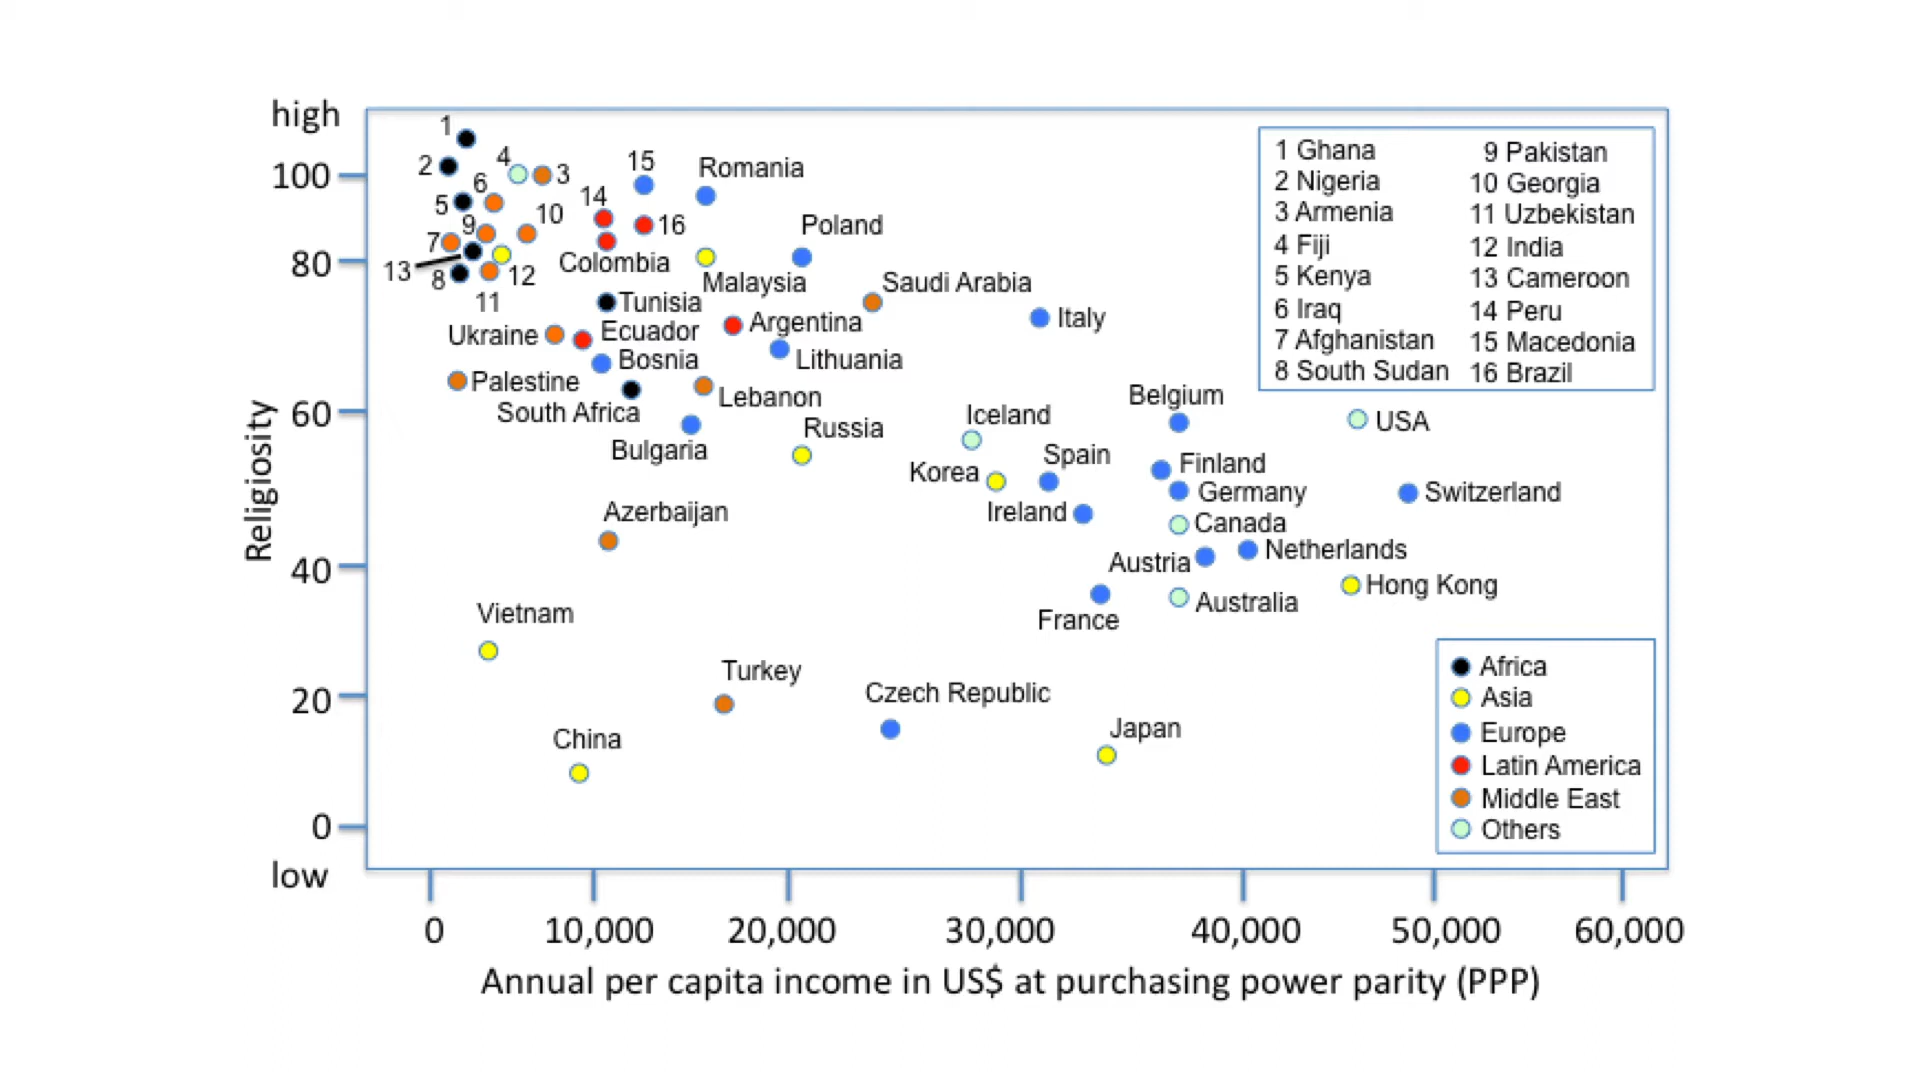 high
1
2
4
3
15
Romania
100
5
6
14
10
16
Poland
7
9
Colombia
80
13
8
12
11
Malaysia
Saudi Arabia
Tunisia
Italy
Ukraine
Ecuador
Argentina
Bosnia
Lithuania
Palestine
South Africa
Lebanon
Belgium
60
Bulgaria
Russia
Iceland
USA
Korea
Spain
Finland
Germany
Switzerland
Azerbaijan
Ireland
Canada
Austria
Netherlands
40
France
Australia
Hong Kong
Vietnam
Turkey
Czech Republic
20
China
Japan
0
low
Religiosity
1 Ghana
2 Nigeria
3 Armenia
4 Fiji
5 Kenya
6 Iraq
7 Afghanistan
8 South Sudan
9 Pakistan
10 Georgia
11 Uzbekistan
12 India
13 Cameroon
14 Peru
15 Macedonia
16 Brazil
Africa
Asia
Europe
Latin America
Middle East
Others
0 10,000 20,000 30,000 40,000 50,000 60,000
Annual per capita income in US$ at purchasing power parity (PPP)